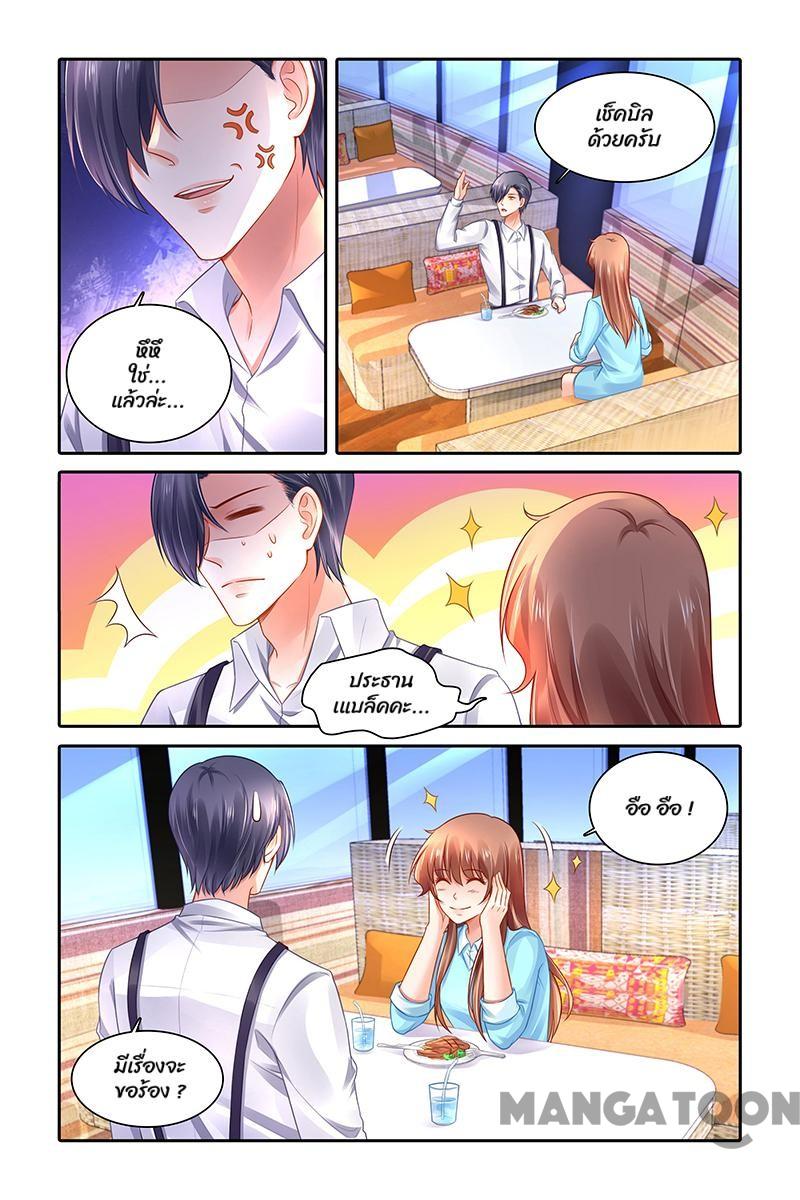 หึหึ
ใช่...
แล้วล่ะ...
เช็คบิล
ด้วยครับ
ประธาน
แบล็คคะ...
อือ อือ !
มีเรื่องจะ
ขอร้อง ?
MANGATOON